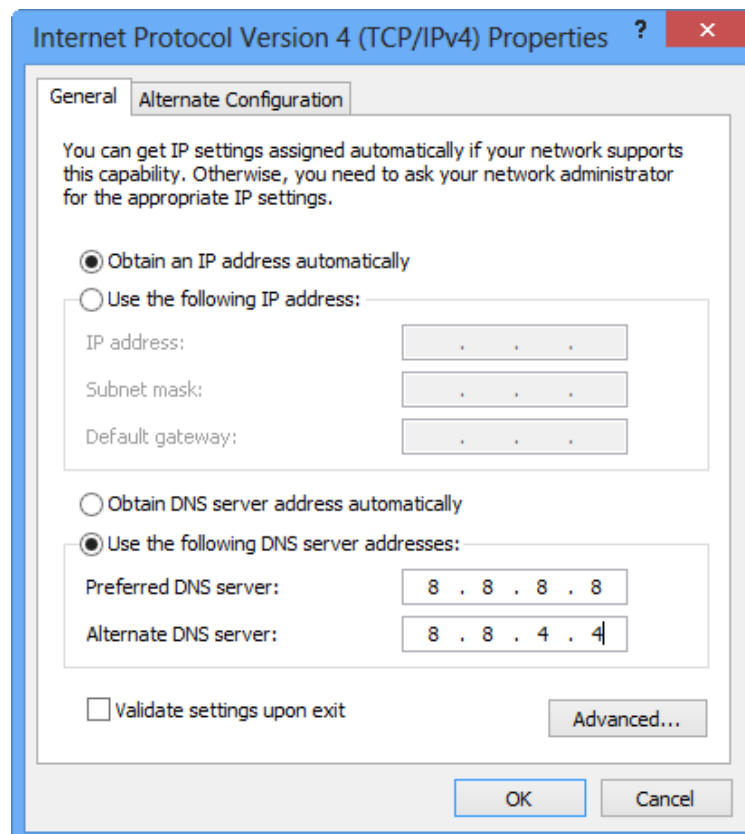 Internet Protocol Version 4 (TCP/IPv4) Properties ?
General Alternate Configuration
You can get IP settings assigned automatically if your network supports
this capability. Otherwise, you need to ask your network administrator
for the appropriate IP settings.
Obtain an IP address automatically
Use the following IP address:
IP address: . . .
Subnet mask: . . .
Default gateway: . . .
Obtain DNS server address automatically
Use the following DNS server addresses:
Preferred DNS server: 8 . 8 . 8 . 8
Alternate DNS server: 8 . 8 . 4 . 4
Validate settings upon exit
Advanced...
OK Cancel